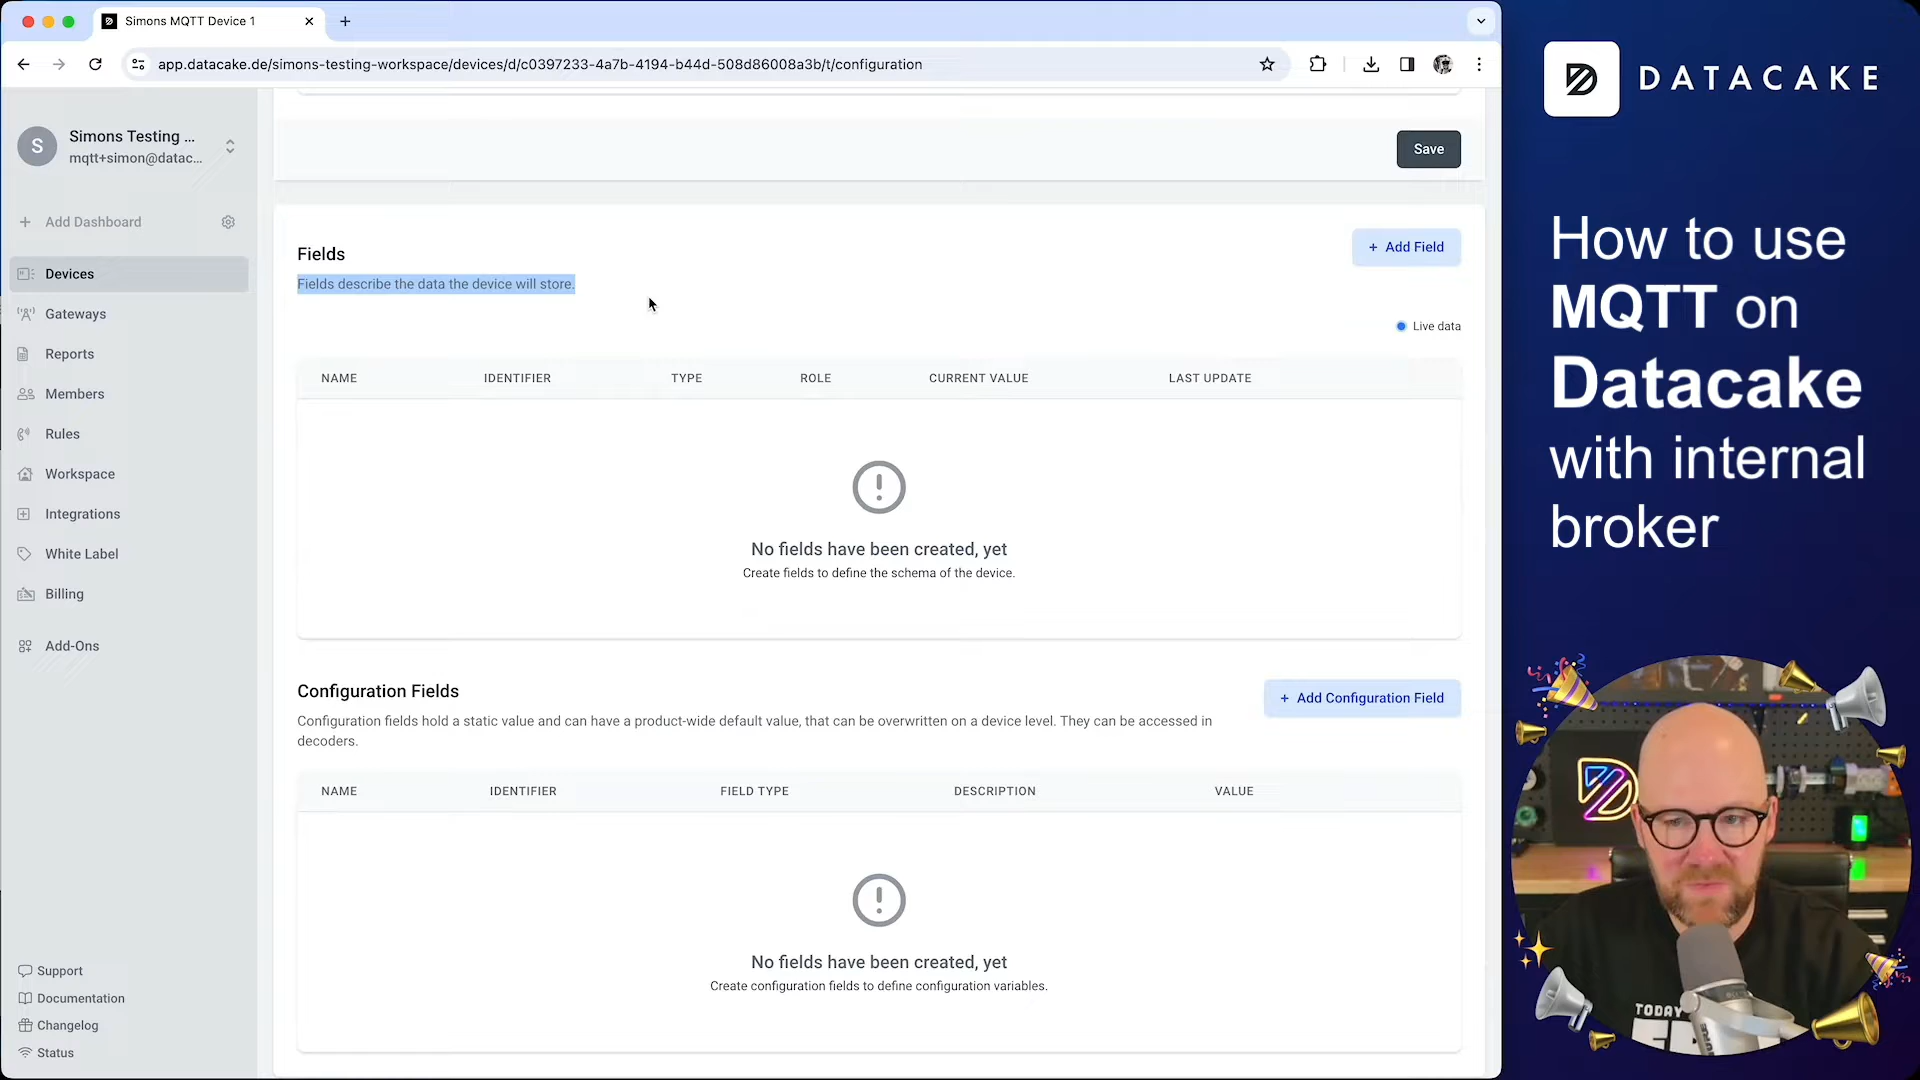 Simons MQTT Device 1
app.datacake.de/simons-testing-workspace/devices/d/c0397233-4a7b-4194-b44d-508d86008a3b/t/configuration
DATACAKE
S
Simons Testing ...
mqtt+simon@datac...
Save
Add Dashboard
Devices
Gateways
Reports
Members
Rules
Workspace
Integrations
White Label
Billing
Add-Ons
Support
Documentation
Changelog
Status
Fields
+ Add Field
Fields describe the data the device will store.
Live data
NAME IDENTIFIER TYPE ROLE CURRENT VALUE LAST UPDATE
No fields have been created, yet
Create fields to define the schema of the device.
Configuration Fields
+ Add Configuration Field
Configuration fields hold a static value and can have a product-wide default value, that can be overwritten on a device level. They can be accessed in
decoders.
NAME IDENTIFIER FIELD TYPE DESCRIPTION VALUE
No fields have been created, yet
Create configuration fields to define configuration variables.
How to use
MQTT on
Datacake
with internal
broker
TODAY